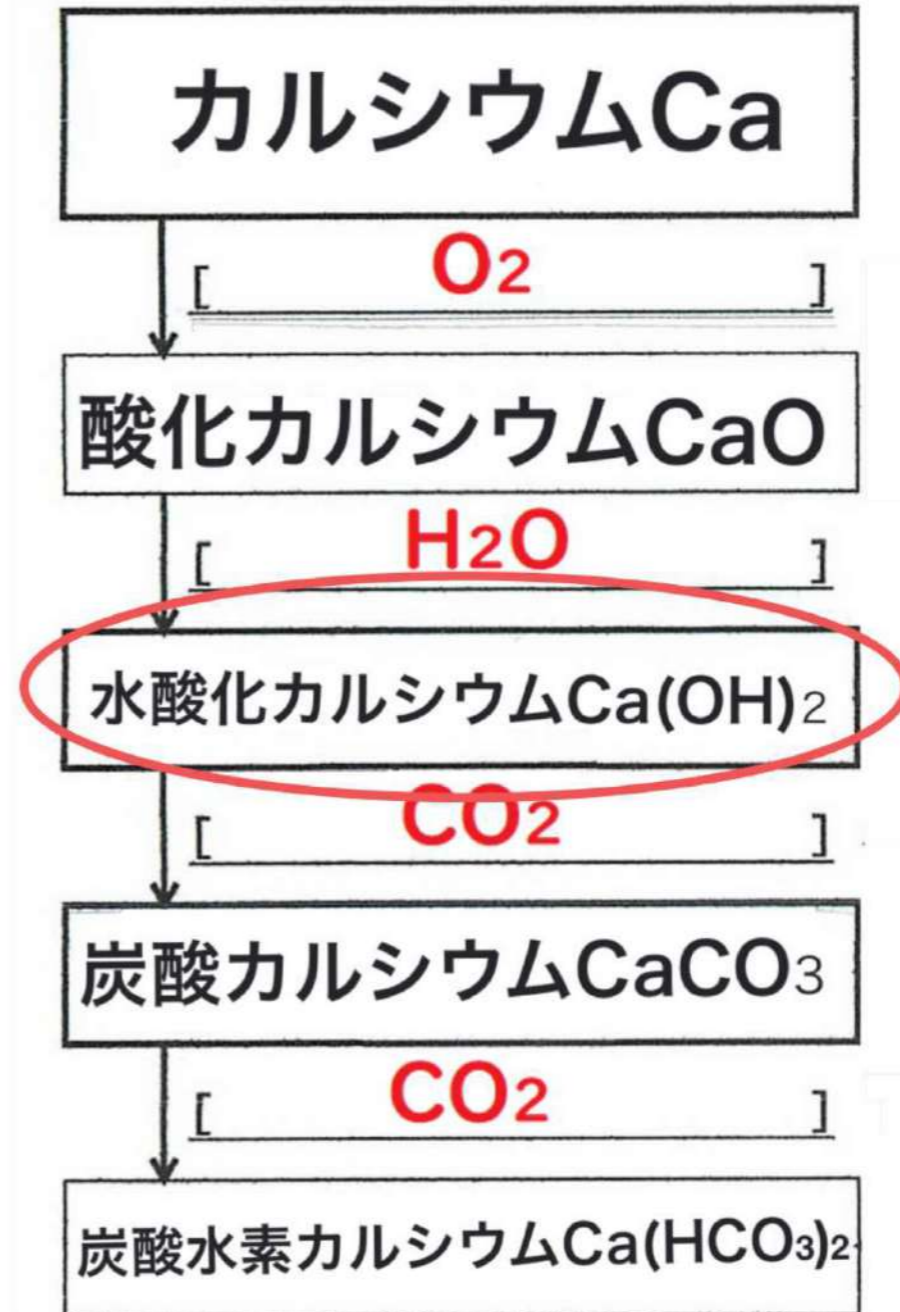 カルシウムCa
[ O2 ]
酸化カルシウムCaO
[ H2O ]
水酸化カルシウムCa(OH)2
[ CO2 ]
炭酸カルシウムCaCO3
[ CO2 ]
炭酸水素カルシウムCa(HCO3)2